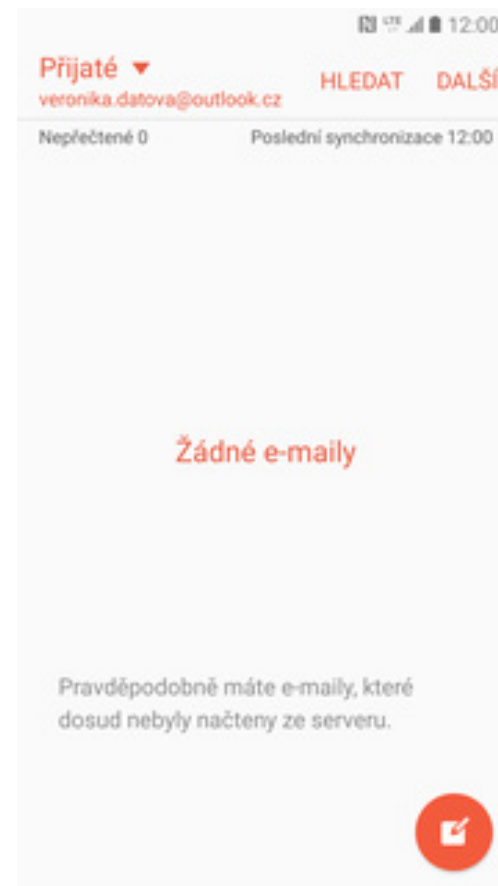 LTE 12:00
Přijaté
HLEDAT DALŠÍ
veronika.datova@outlook.cz
Nepřečtené 0 Poslední synchronizace 12:00
Žádné e-maily
Pravděpodobně máte e-maily, které
dosud nebyly načteny ze serveru.